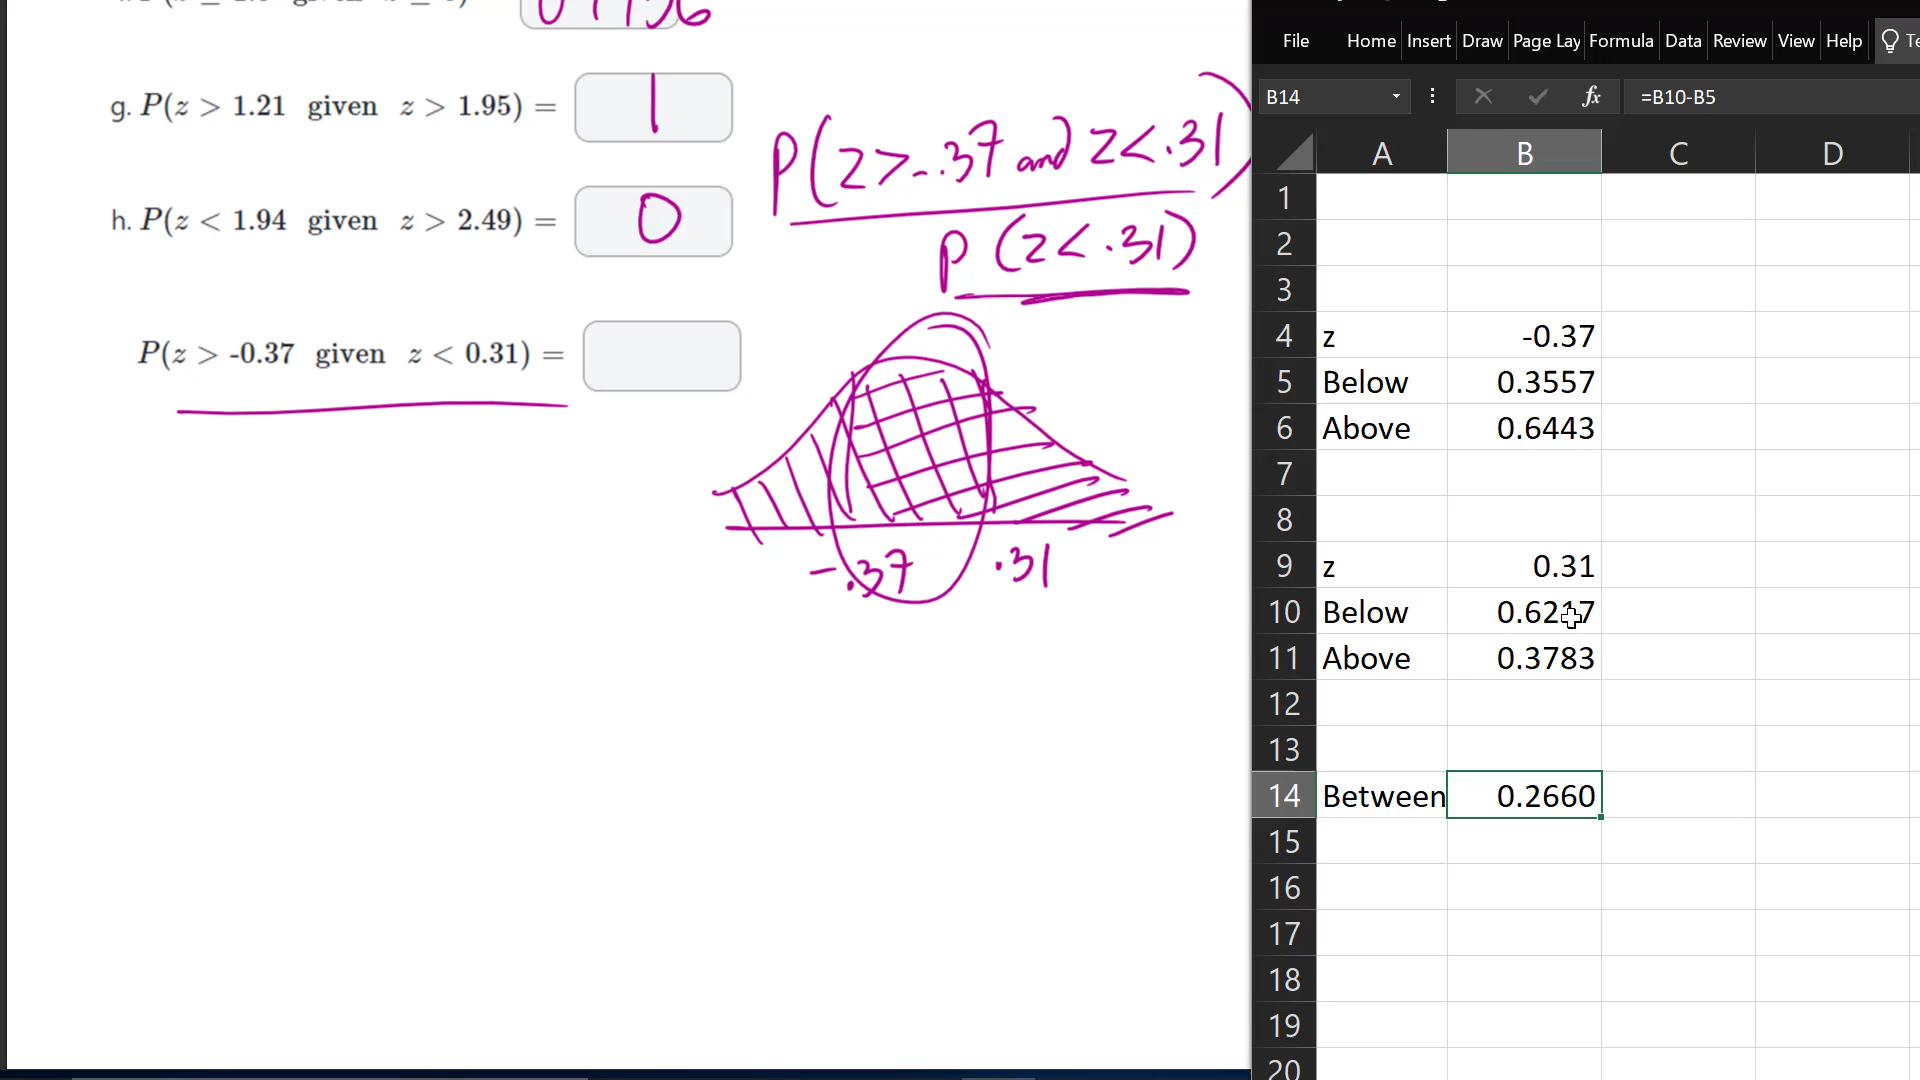 g. P(z > 1.21 given z > 1.95) = 1
h. P(z < 1.94 given z > 2.49) = 0
P(z > -0.37 given z < 0.31) =
P(z>-.37 and z<.31)
P(z<.31)
-.37 .31
File Home Insert Draw Page Lay Formula Data Review View Help
B14 fx =B10-B5
A B C D
1
2
3
4 z -0.37
5 Below 0.3557
6 Above 0.6443
7
8
9 z 0.31
10 Below 0.6217
11 Above 0.3783
12
13
14 Between 0.2660
15
16
17
18
19
20